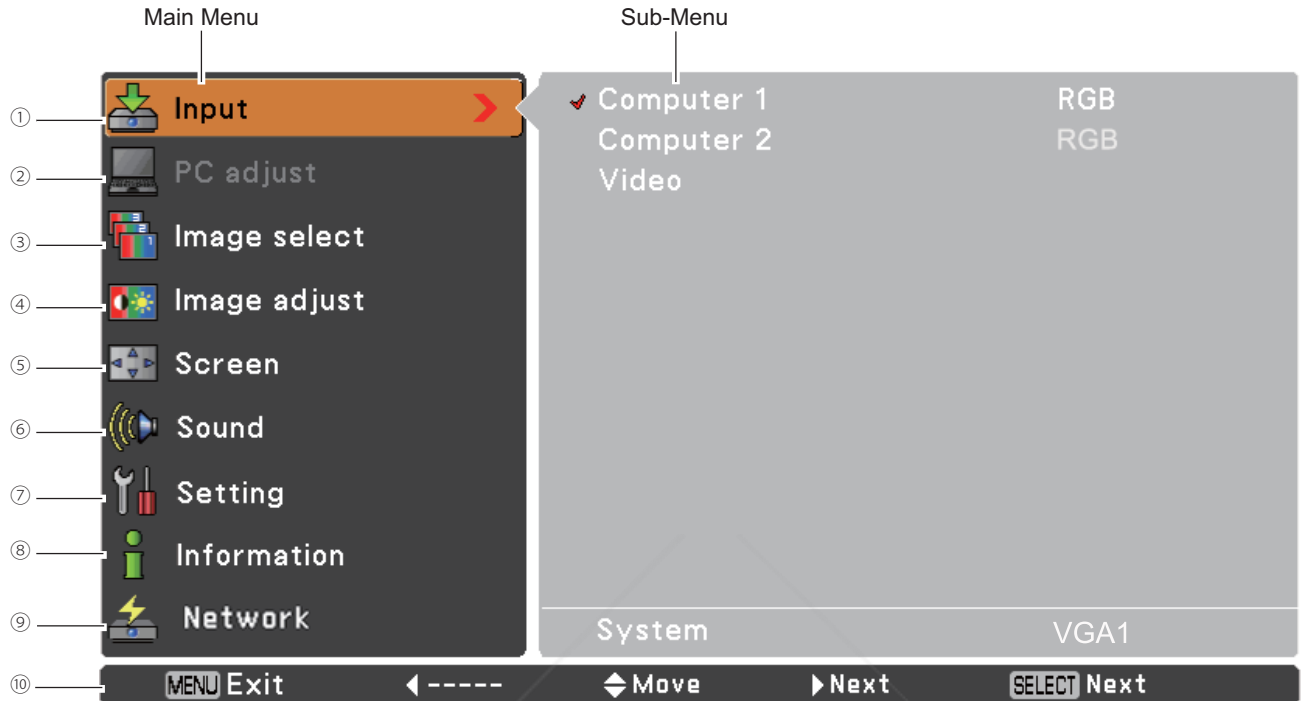 Main Menu Sub-Menu
① Input Computer 1 RGB
Computer 2 RGB
② PC adjust Video
③ Image select
④ Image adjust
⑤ Screen
⑥ Sound
⑦ Setting
⑧ Information
⑨ Network System VGA1
⑩ MENU Exit ----- Move Next SELECT Next